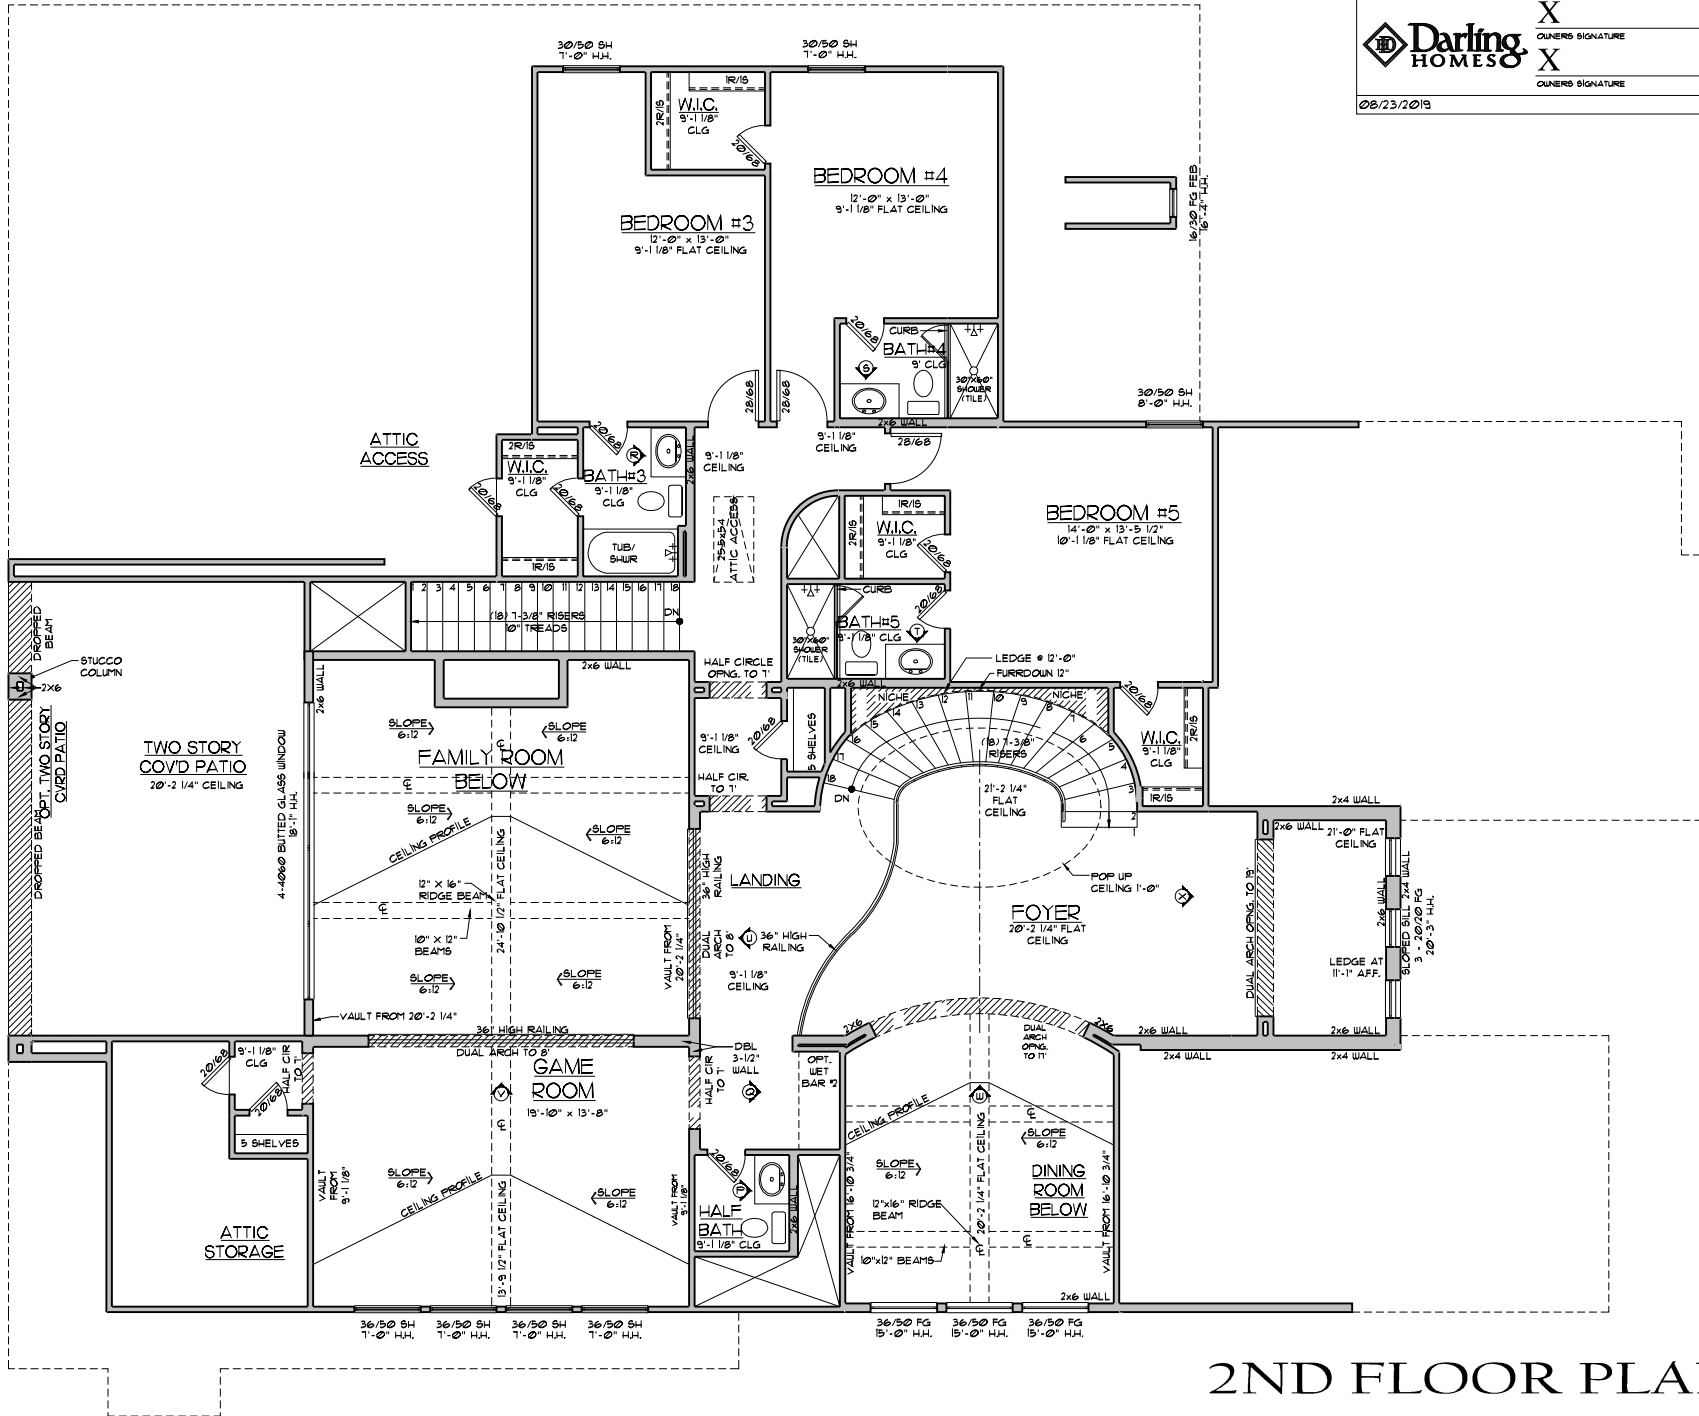 X
OWNERS SIGNATURE
Darling
HOMES
X
OWNERS SIGNATURE
08/23/2019
30/50 SH
7'-0" H.H.
30/50 SH
7'-0" H.H.
1R/1S
2R/1S
W.I.C.
9'-1 1/8"
CLG
20/68
BEDROOM #4
12'-0" x 13'-0"
9'-1 1/8" FLAT CEILING
BEDROOM #3
12'-0" x 13'-0"
9'-1 1/8" FLAT CEILING
16/30 FG FEB
16'-4" H.H.
20/68
CURB
BATH#4
9' CLG
S
30"X60"
SHOWER
(TILE)
2x6 WALL
28/68
28/68
30/50 SH
8'-0" H.H.
ATTIC
ACCESS
2R/1S
W.I.C.
9'-1 1/8"
CLG
1R/1S
20/68
20/68
20/68
R
BATH#3
9'-1 1/8"
CLG
TUB/
SHWR
2x6 WALL
9'-1 1/8"
CEILING
9'-1 1/8"
CEILING
28/68
ATTIC ACCESS
1R/1S
2R/1S
W.I.C.
9'-1 1/8"
CLG
20/68
BEDROOM #5
14'-0" x 13'-5 1/2"
10'-1 1/8" FLAT CEILING
CURB
20/68
BATH#5
9'-1 1/8" CLG
T
30"X60"
SHOWER
(TILE)
2x6 WALL
1 2 3 4 5 6 7 8 9 10 11 12 13 14 15 16 17 18
(18) 7-3/8" RISERS
10" TREADS
DN
DROPPED
BEAM
STUCCO
COLUMN
2X6
OPT. TWO STORY
CVRD PATIO
DROPPED BEAM
TWO STORY
COV'D PATIO
20'-2 1/4" CEILING
4-4060 BUTTED GLASS WINDOW
18'-1" H.H.
2x6 WALL
2x6 WALL
HALF CIRCLE
OPNG. TO 7'
LEDGE @ 12'-0"
FURRDOWN 12"
NICHE
NICHE
SLOPE
6:12
SLOPE
6:12
FAMILY ROOM
BELOW
9'-1 1/8"
CEILING
20/68
5 SHELVES
HALF CIR.
TO 7'
18 17 16 15 14 13 12 11 10 9 8 7 6 5 4 3 2
(18) 7-3/8"
RISERS
DN
21'-2 1/4"
FLAT
CEILING
20/68
W.I.C.
9'-1 1/8"
CLG
2R/1S
1R/1S
2x4 WALL
2x6 WALL
21'-0" FLAT
CEILING
SLOPE
6:12
SLOPE
6:12
CEILING PROFILE
12" X 16"
RIDGE BEAM
10" X 12"
BEAMS
24'-10 1/2" FLAT CEILING
36" HIGH
RAILING
LANDING
POP UP
CEILING 1'-0"
X
FOYER
20'-2 1/4" FLAT
CEILING
DUAL
ARCH
TO 8'
U
36" HIGH
RAILING
9'-1 1/8"
CEILING
VAULT FROM
20'-2 1/4"
SLOPE
6:12
SLOPE
6:12
DUAL ARCH OPNG. TO 19'
LEDGE AT
11'-1" A.F.F.
2x6 WALL
SLOPED SILL 2x4 WALL
3 - 20/20 FG
20'-3" H.H.
VAULT FROM 20'-2 1/4"
36" HIGH RAILING
DUAL ARCH TO 8'
DBL
3-1/2"
WALL
2X6
2X6
DUAL
ARCH
OPNG.
TO 17'
2x6 WALL
2x6 WALL
2x4 WALL
2x4 WALL
20/68
9'-1 1/8"
CLG
HALF CIR
TO 7'
20/68
5 SHELVES
GAME
ROOM
19'-10" x 13'-8"
V
HALF CIR
TO 7'
Q
OPT.
WET
BAR #2
CEILING PROFILE
E
SLOPE
6:12
SLOPE
6:12
DINING
ROOM
BELOW
VAULT FROM
9'-1 1/8"
SLOPE
6:12
CEILING PROFILE
SLOPE
6:12
VAULT FROM
9'-1 1/8"
20/68
P
HALF
BATH
9'-1 1/8" CLG
2x6 WALL
VAULT FROM 16'-10 3/4"
12"x16" RIDGE
BEAM
20'-2 1/4" FLAT CEILING
VAULT FROM 16'-10 3/4"
10"x12" BEAMS
2x6 WALL
ATTIC
STORAGE
13'-9 1/2" FLAT CEILING
36/50 SH
7'-0" H.H.
36/50 SH
7'-0" H.H.
36/50 SH
7'-0" H.H.
36/50 SH
7'-0" H.H.
36/50 FG
15'-0" H.H.
36/50 FG
15'-0" H.H.
36/50 FG
15'-0" H.H.
2ND FLOOR PLA